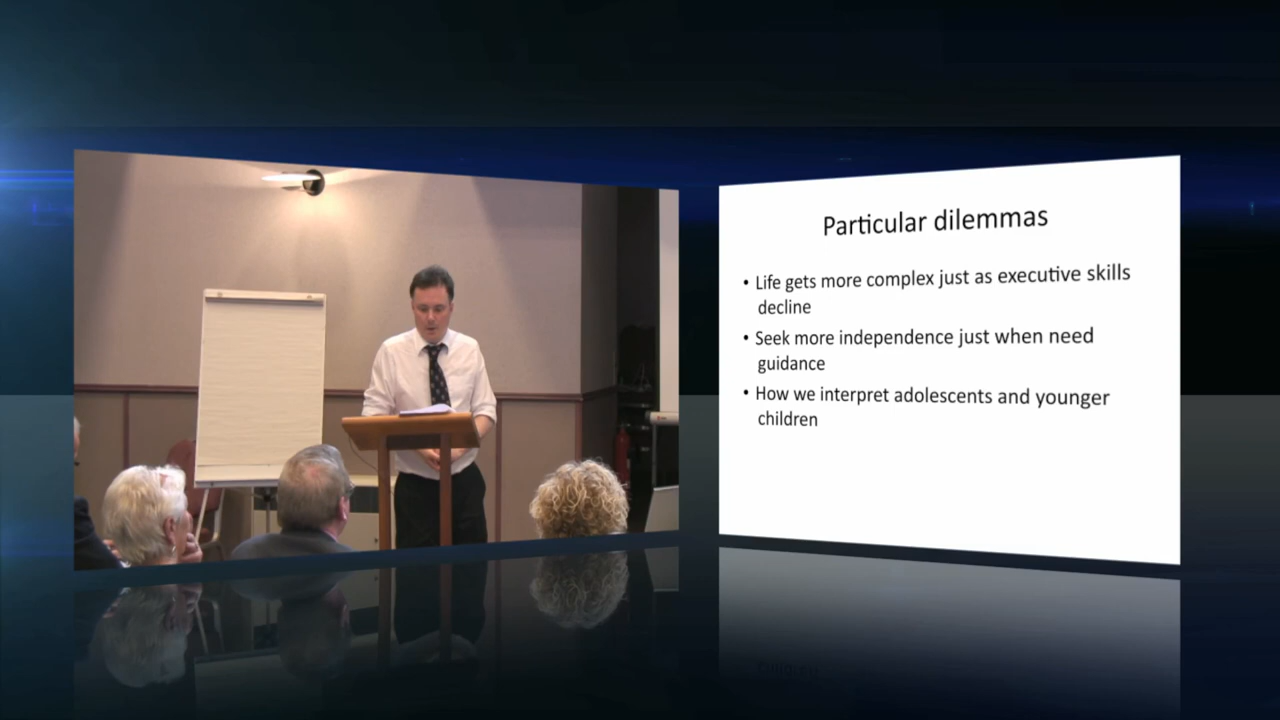 Particular dilemmas
• Life gets more complex just as executive skills
decline
• Seek more independence just when need
guidance
• How we interpret adolescents and younger
children